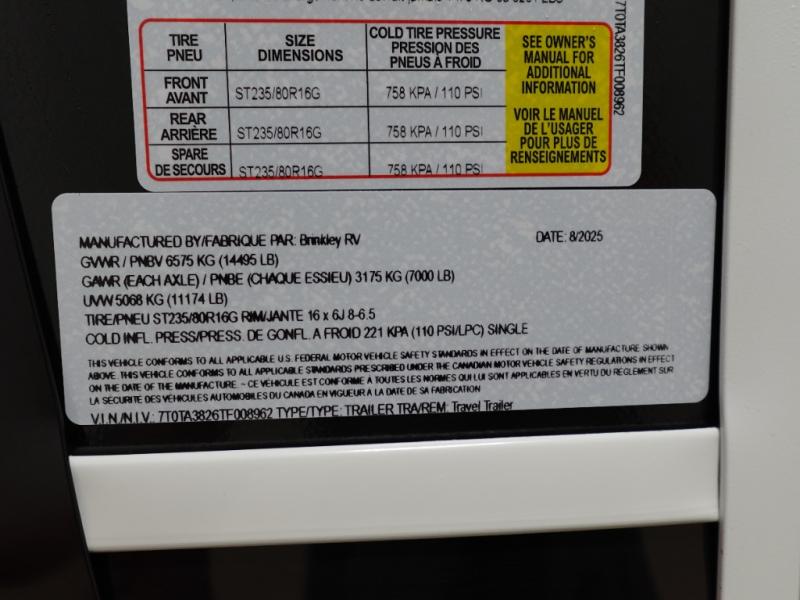 TIRE
PNEU
SIZE
DIMENSIONS
COLD TIRE PRESSURE
PRESSION DES
PNEUS À FROID
SEE OWNER'S
MANUAL FOR
ADDITIONAL
INFORMATION
VOIR LE MANUEL
DE L'USAGER
POUR PLUS DE
RENSEIGNEMENTS
FRONT
AVANT
ST235/80R16G
758 KPA / 110 PSI
REAR
ARRIÈRE
ST235/80R16G
758 KPA / 110 PSI
SPARE
DE SECOURS
ST235/80R16G
758 KPA / 110 PSI
7T0TA3826TF008962
MANUFACTURED BY/FABRIQUE PAR: Brinkley RV DATE: 8/2025
GVWR / PNBV 6575 KG (14495 LB)
GAWR (EACH AXLE) / PNBE (CHAQUE ESSIEU) 3175 KG (7000 LB)
UVW 5068 KG (11174 LB)
TIRE/PNEU ST235/80R16G RIM/JANTE 16 x 6J 8-6.5
COLD INFL. PRESS/PRESS. DE GONFL. A FROID 221 KPA (110 PSI/LPC) SINGLE
THIS VEHICLE CONFORMS TO ALL APPLICABLE U.S. FEDERAL MOTOR VEHICLE SAFETY STANDARDS IN EFFECT ON THE DATE OF MANUFACTURE SHOWN
ABOVE. THIS VEHICLE CONFORMS TO ALL APPLICABLE STANDARDS PRESCRIBED UNDER THE CANADIAN MOTOR VEHICLE SAFETY REGULATIONS IN EFFECT
ON THE DATE OF THE MANUFACTURE. - CE VÉHICULE EST CONFORME A TOUTES LES NORMES QUI LUI SONT APPLICABLES EN VERTU DU RÈGLEMENT SUR
LA SÉCURITE DES VÉHICULES AUTOMOBILES DU CANADA EN VIGUEUR A LA DATE DE SA FABRICATION
V.I.N./N.I.V.: 7T0TA3826TF008962 TYPE/TYPE: TRAILER TRA/REM: Travel Trailer